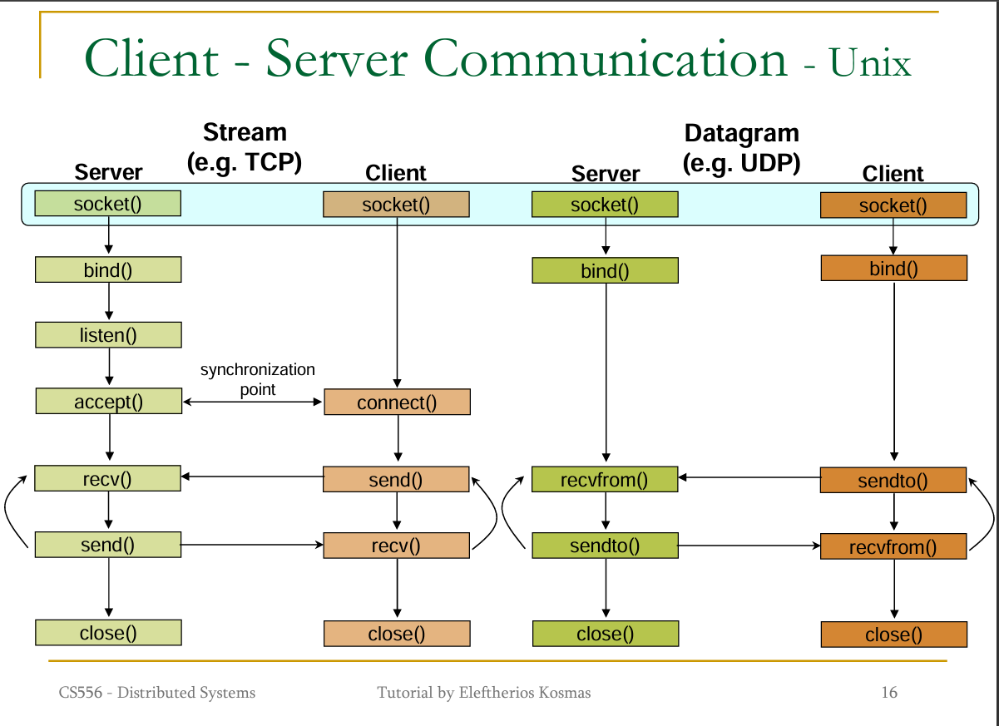 Client - Server Communication - Unix
Stream
(e.g. TCP)
Datagram
(e.g. UDP)
Server
Client
Server
Client
socket()
socket()
socket()
socket()
bind()
bind()
bind()
listen()
synchronization
point
accept()
connect()
recv()
send()
recvfrom()
sendto()
send()
recv()
sendto()
recvfrom()
close()
close()
close()
close()
CS556 - Distributed Systems
Tutorial by Eleftherios Kosmas
16